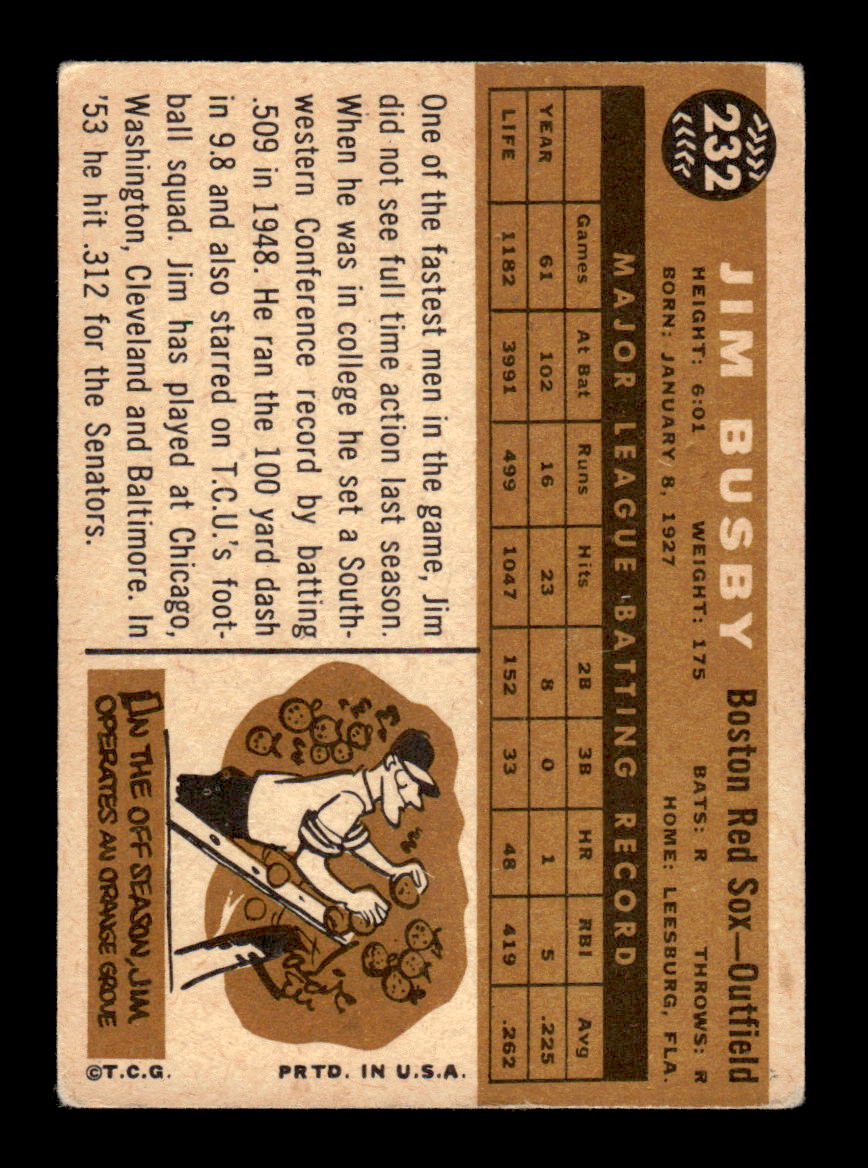 232
JIM BUSBY Boston Red Sox—Outfield
HEIGHT: 6:01 WEIGHT: 175 BATS: R THROWS: R
BORN: JANUARY 8, 1927 HOME: LEESBURG, FLA.
MAJOR LEAGUE BATTING RECORD
Games At Bat Runs Hits 2B 3B HR RBI Avg
YEAR 61 102 16 23 8 0 1 5 .225
LIFE 1182 3991 499 1047 152 33 48 419 .262
One of the fastest men in the game, Jim
did not see full time action last season.
When he was in college he set a South-
western Conference record by batting
.509 in 1948. He ran the 100 yard dash
in 9.8 and also starred on T.C.U.'s foot-
ball squad. Jim has played at Chicago,
Washington, Cleveland and Baltimore. In
'53 he hit .312 for the Senators.
IN THE OFF SEASON, JIM
OPERATES AN ORANGE GROVE
©T.C.G. PRTD. IN U.S.A.